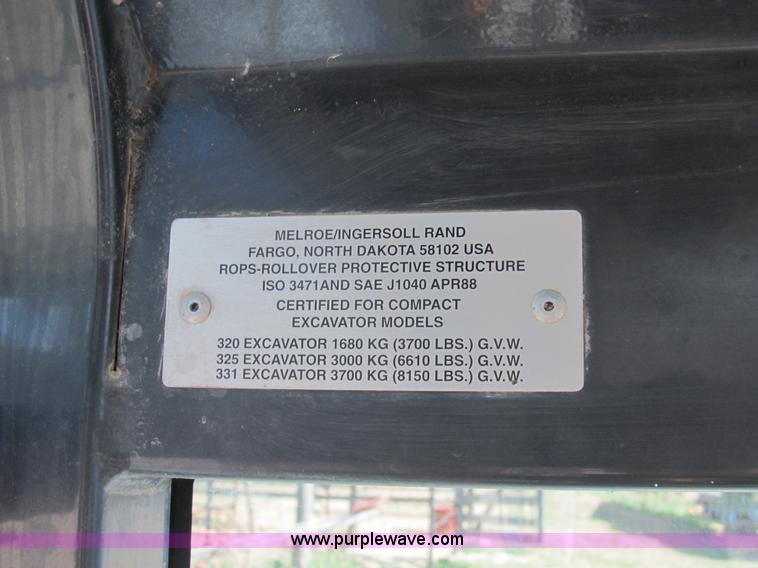 MELROE/INGERSOLL RAND
FARGO, NORTH DAKOTA 58102 USA
ROPS-ROLLOVER PROTECTIVE STRUCTURE
ISO 3471AND SAE J1040 APR88
CERTIFIED FOR COMPACT
EXCAVATOR MODELS
320 EXCAVATOR 1680 KG (3700 LBS.) G.V.W.
325 EXCAVATOR 3000 KG (6610 LBS.) G.V.W.
331 EXCAVATOR 3700 KG (8150 LBS.) G.V.W.
www.purplewave.com